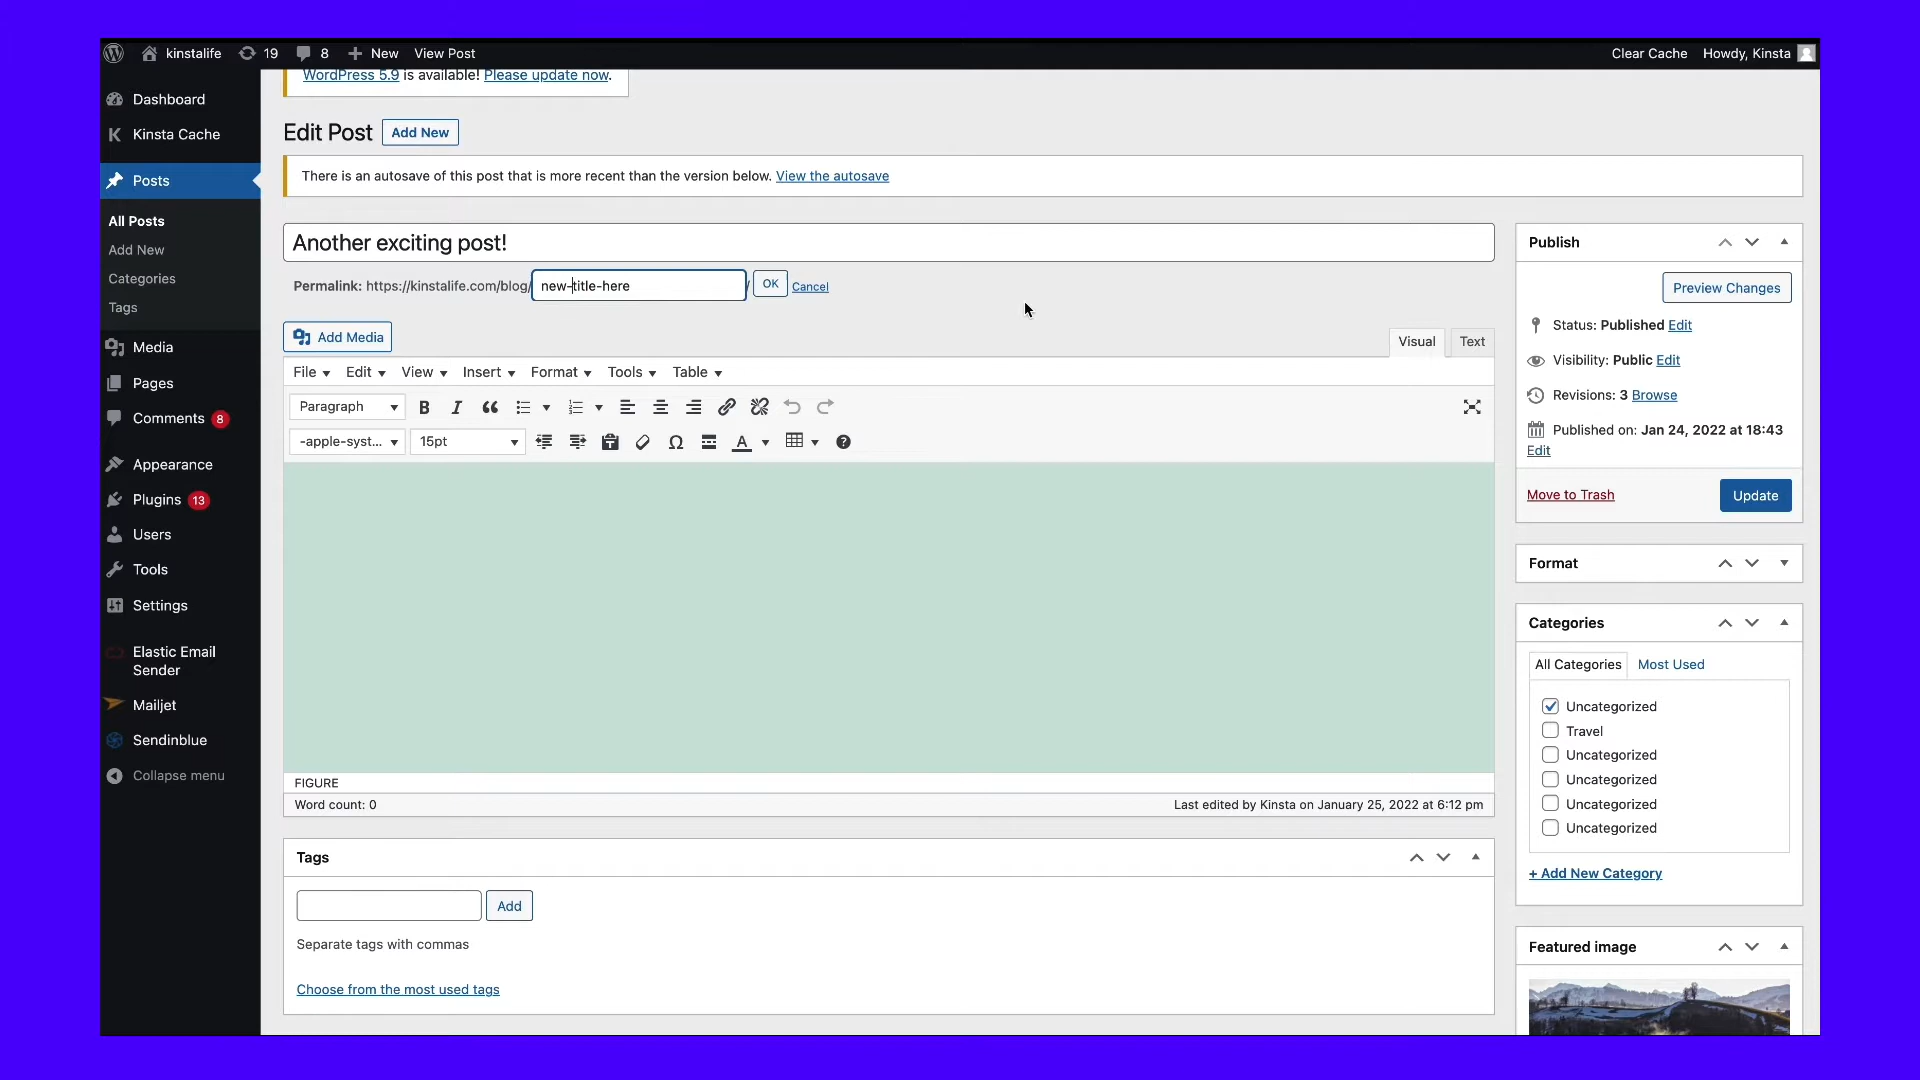 kinstalife 19 8 New View Post Clear Cache Howdy, Kinsta
WordPress 5.9 is available! Please update now.
Dashboard
Kinsta Cache
Posts
All Posts
Add New
Categories
Tags
Media
Pages
Comments 8
Appearance
Plugins 13
Users
Tools
Settings
Elastic Email
Sender
Mailjet
Sendinblue
Collapse menu
Edit Post Add New
There is an autosave of this post that is more recent than the version below. View the autosave
Another exciting post!
Permalink: https://kinstalife.com/blog/ new-title-here / OK Cancel
Add Media
Visual Text
File Edit View Insert Format Tools Table
Paragraph
-apple-syst... 15pt
FIGURE
Word count: 0 Last edited by Kinsta on January 25, 2022 at 6:12 pm
Tags
Add
Separate tags with commas
Choose from the most used tags
Publish
Preview Changes
Status: Published Edit
Visibility: Public Edit
Revisions: 3 Browse
Published on: Jan 24, 2022 at 18:43
Edit
Move to Trash Update
Format
Categories
All Categories Most Used
Uncategorized
Travel
Uncategorized
Uncategorized
Uncategorized
Uncategorized
+ Add New Category
Featured image